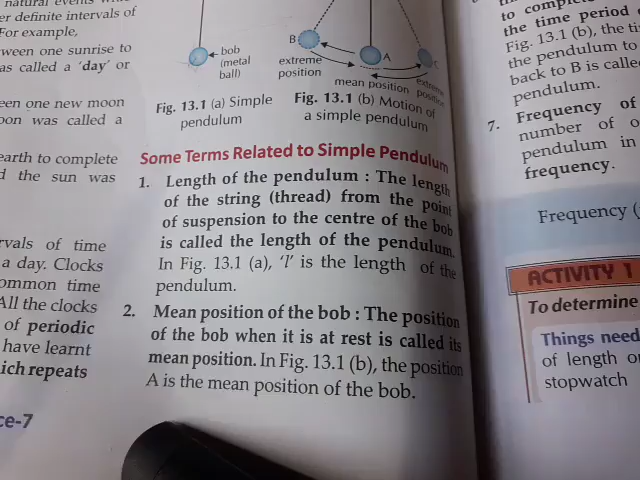 er definite intervals of
For example,
ween one sunrise to
as called a 'day' or
een one new moon
oon was called a
earth to complete
d the sun was
rvals of time
a day. Clocks
ommon time
All the clocks
of periodic
have learnt
ich repeats
ce-7
bob
(metal
ball)
B
A
C
extreme
position
mean position
extreme
position
Fig. 13.1 (a) Simple
pendulum
Fig. 13.1 (b) Motion of
a simple pendulum
Some Terms Related to Simple Pendulum
1. Length of the pendulum : The length
of the string (thread) from the point
of suspension to the centre of the bob
is called the length of the pendulum.
In Fig. 13.1 (a), 'l' is the length of the
pendulum.
2. Mean position of the bob : The position
of the bob when it is at rest is called its
mean position. In Fig. 13.1 (b), the position
A is the mean position of the bob.
to comple
the time period
Fig. 13.1 (b), the ti
the pendulum to
back to B is calle
pendulum.
7. Frequency of
number of o
pendulum in
frequency.
Frequency (
ACTIVITY 1
To determine
Things need
of length o
stopwatch